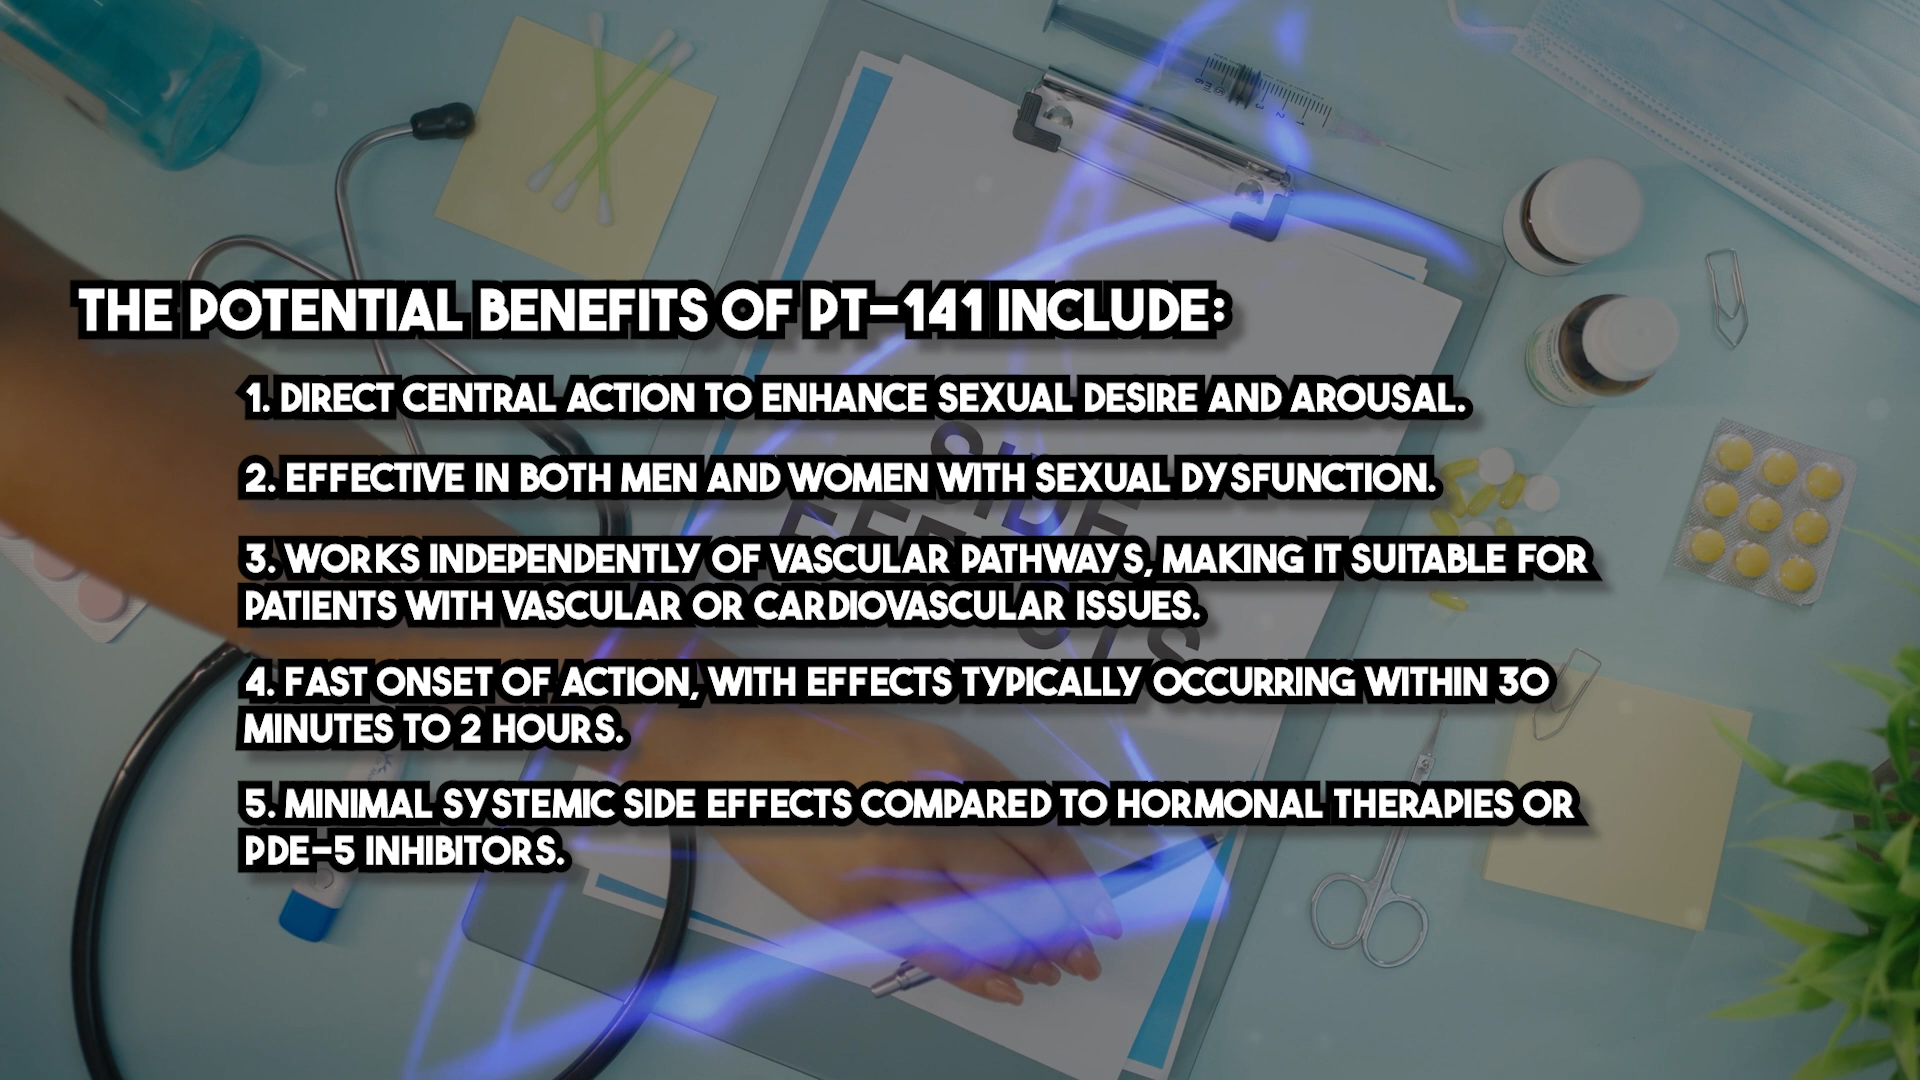 THE POTENTIAL BENEFITS OF PT-141 INCLUDE:
1. DIRECT CENTRAL ACTION TO ENHANCE SEXUAL DESIRE AND AROUSAL.
2. EFFECTIVE IN BOTH MEN AND WOMEN WITH SEXUAL DYSFUNCTION.
3. WORKS INDEPENDENTLY OF VASCULAR PATHWAYS, MAKING IT SUITABLE FOR
PATIENTS WITH VASCULAR OR CARDIOVASCULAR ISSUES.
4. FAST ONSET OF ACTION, WITH EFFECTS TYPICALLY OCCURRING WITHIN 30
MINUTES TO 2 HOURS.
5. MINIMAL SYSTEMIC SIDE EFFECTS COMPARED TO HORMONAL THERAPIES OR
PDE-5 INHIBITORS.
SIDE
EFFECTS